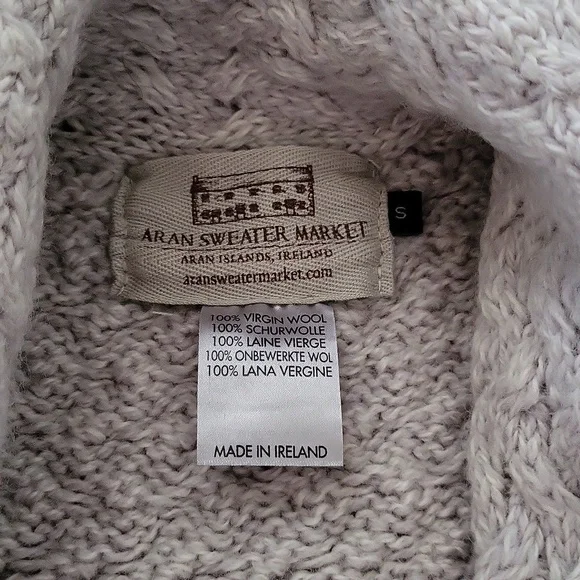 ARAN SWEATER MARKET
ARAN ISLANDS, IRELAND
aransweatermarket.com
S
100% VIRGIN WOOL
100% SCHURWOLLE
100% LAINE VIERGE
100% ONBEWERKTE WOL
100% LANA VERGINE
MADE IN IRELAND